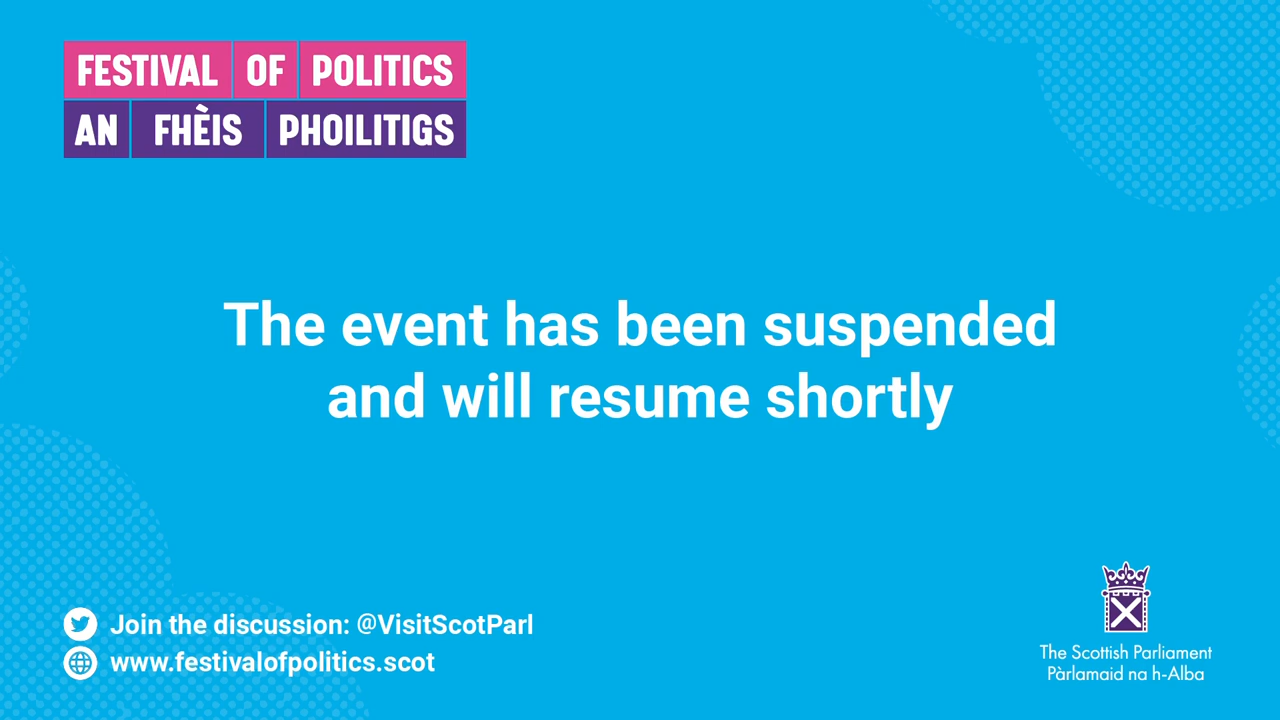 FESTIVAL OF POLITICS
AN FHÈIS PHOILITIGS
The event has been suspended
and will resume shortly
Join the discussion: @VisitScotParl
www.festivalofpolitics.scot
The Scottish Parliament
Pàrlamaid na h-Alba